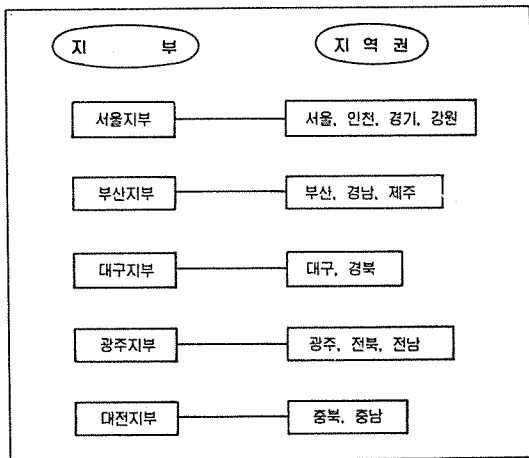 지 부 지 역 권
서울지부 서울, 인천, 경기, 강원
부산지부 부산, 경남, 제주
대구지부 대구, 경북
광주지부 광주, 전북, 전남
대전지부 충북, 충남